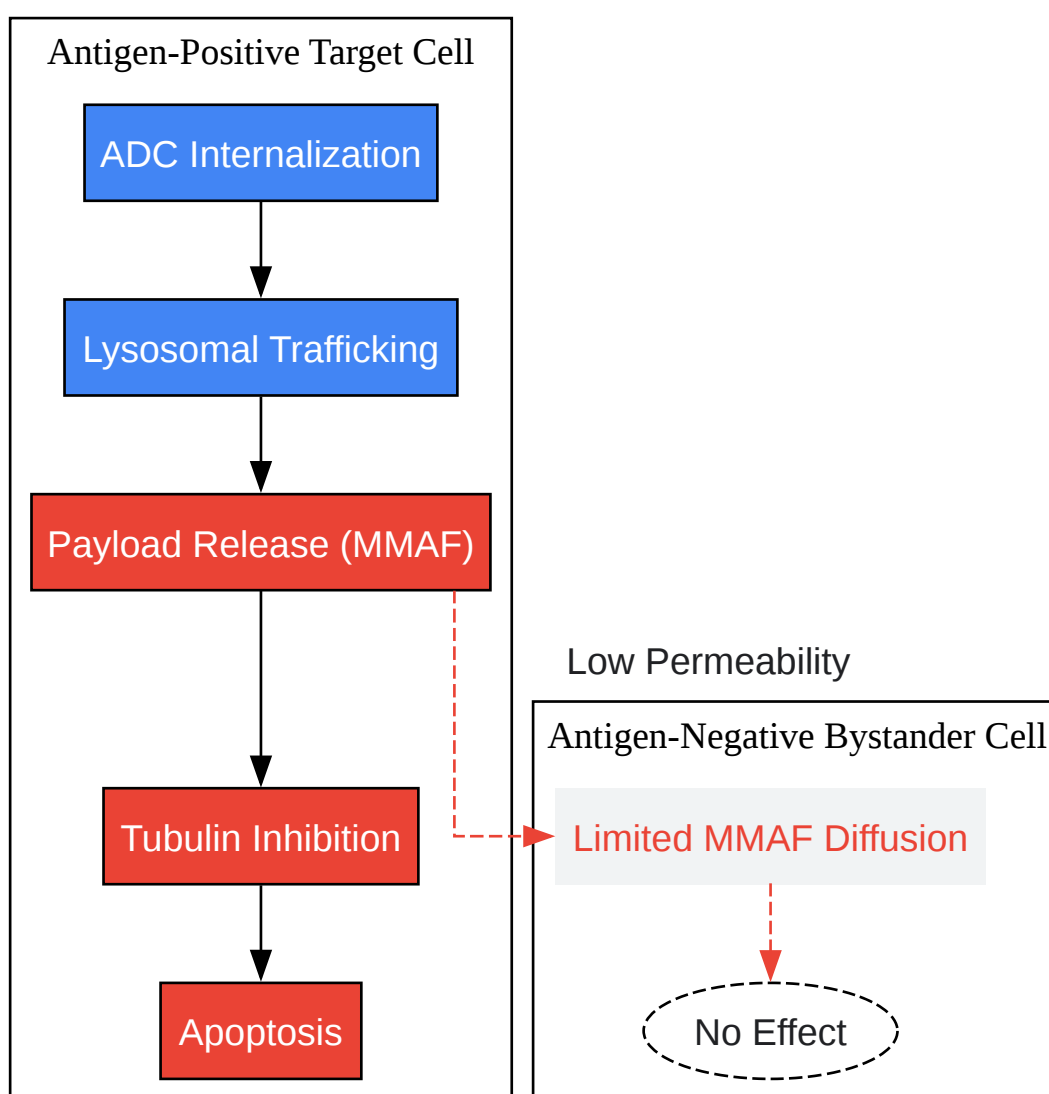 Antigen-Positive Target Cell
ADC Internalization
Lysosomal Trafficking
Payload Release (MMAF)
Tubulin Inhibition
Apoptosis
Low Permeability
Antigen-Negative Bystander Cell
Limited MMAF Diffusion
No Effect